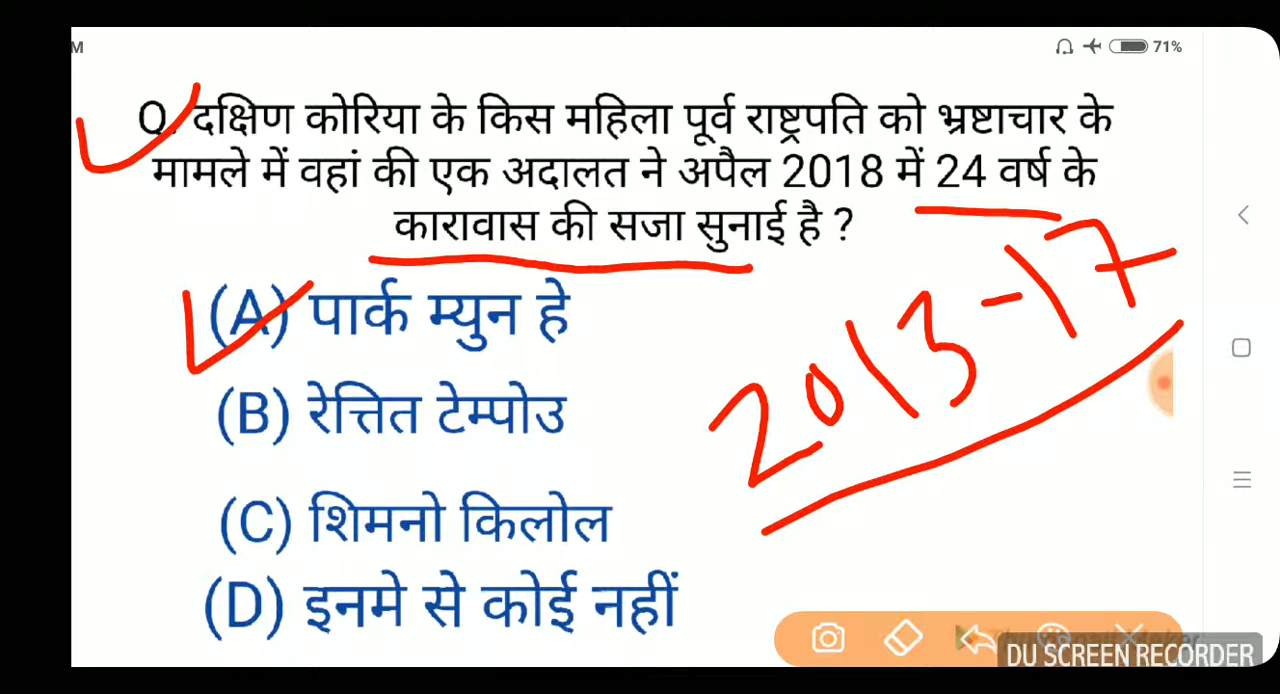 M
71%
Q. दक्षिण कोरिया के किस महिला पूर्व राष्ट्रपति को भ्रष्टाचार के
मामले में वहां की एक अदालत ने अपैल 2018 में 24 वर्ष के
कारावास की सजा सुनाई है ?
2013-17
(A) पार्क म्युन हे
(B) रेत्तित टेम्पोउ
(C) शिमनो किलोल
(D) इनमे से कोई नहीं
DU SCREEN RECORDER